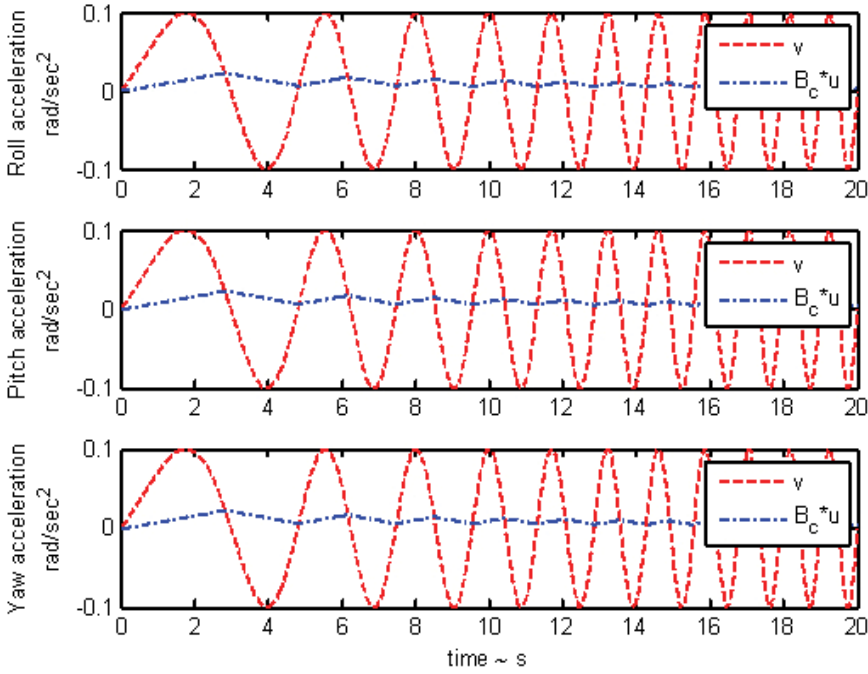 Roll acceleration
rad/sec²
0.1
0
-0.1
v
B_c*u
0 2 4 6 8 10 12 14 16 18 20
Pitch acceleration
rad/sec²
0.1
0
-0.1
v
B_c*u
0 2 4 6 8 10 12 14 16 18 20
Yaw acceleration
rad/sec²
0.1
0
-0.1
v
B_c*u
0 2 4 6 8 10 12 14 16 18 20
time ~ s